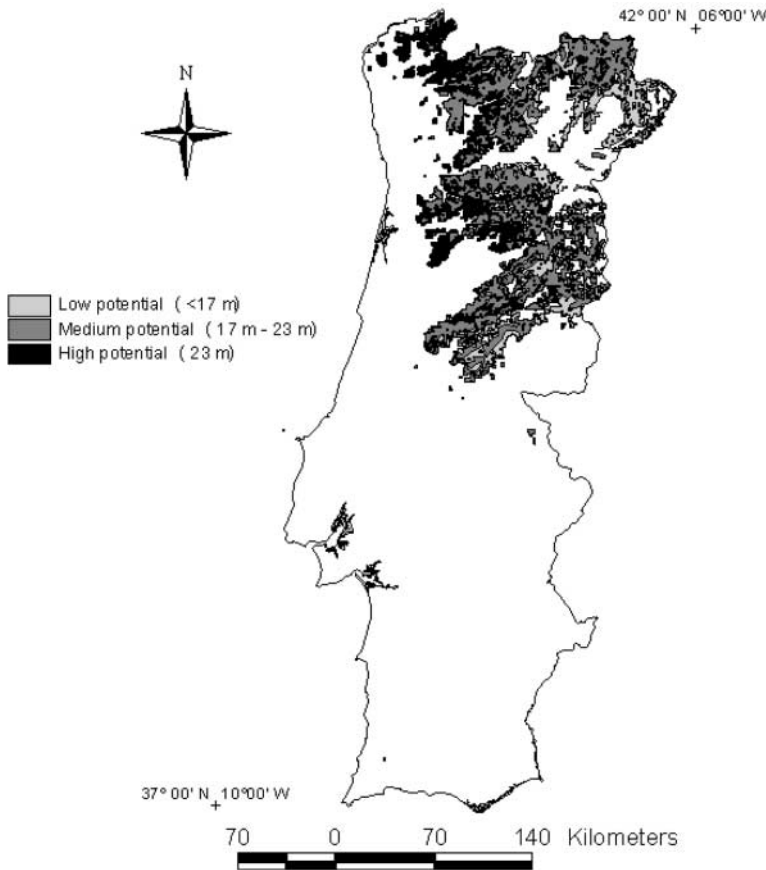 42° 00' N 06° 00' W
N
Low potential ( <17 m)
Medium potential ( 17 m - 23 m)
High potential ( 23 m)
37° 00' N 10° 00' W
70 0 70 140 Kilometers